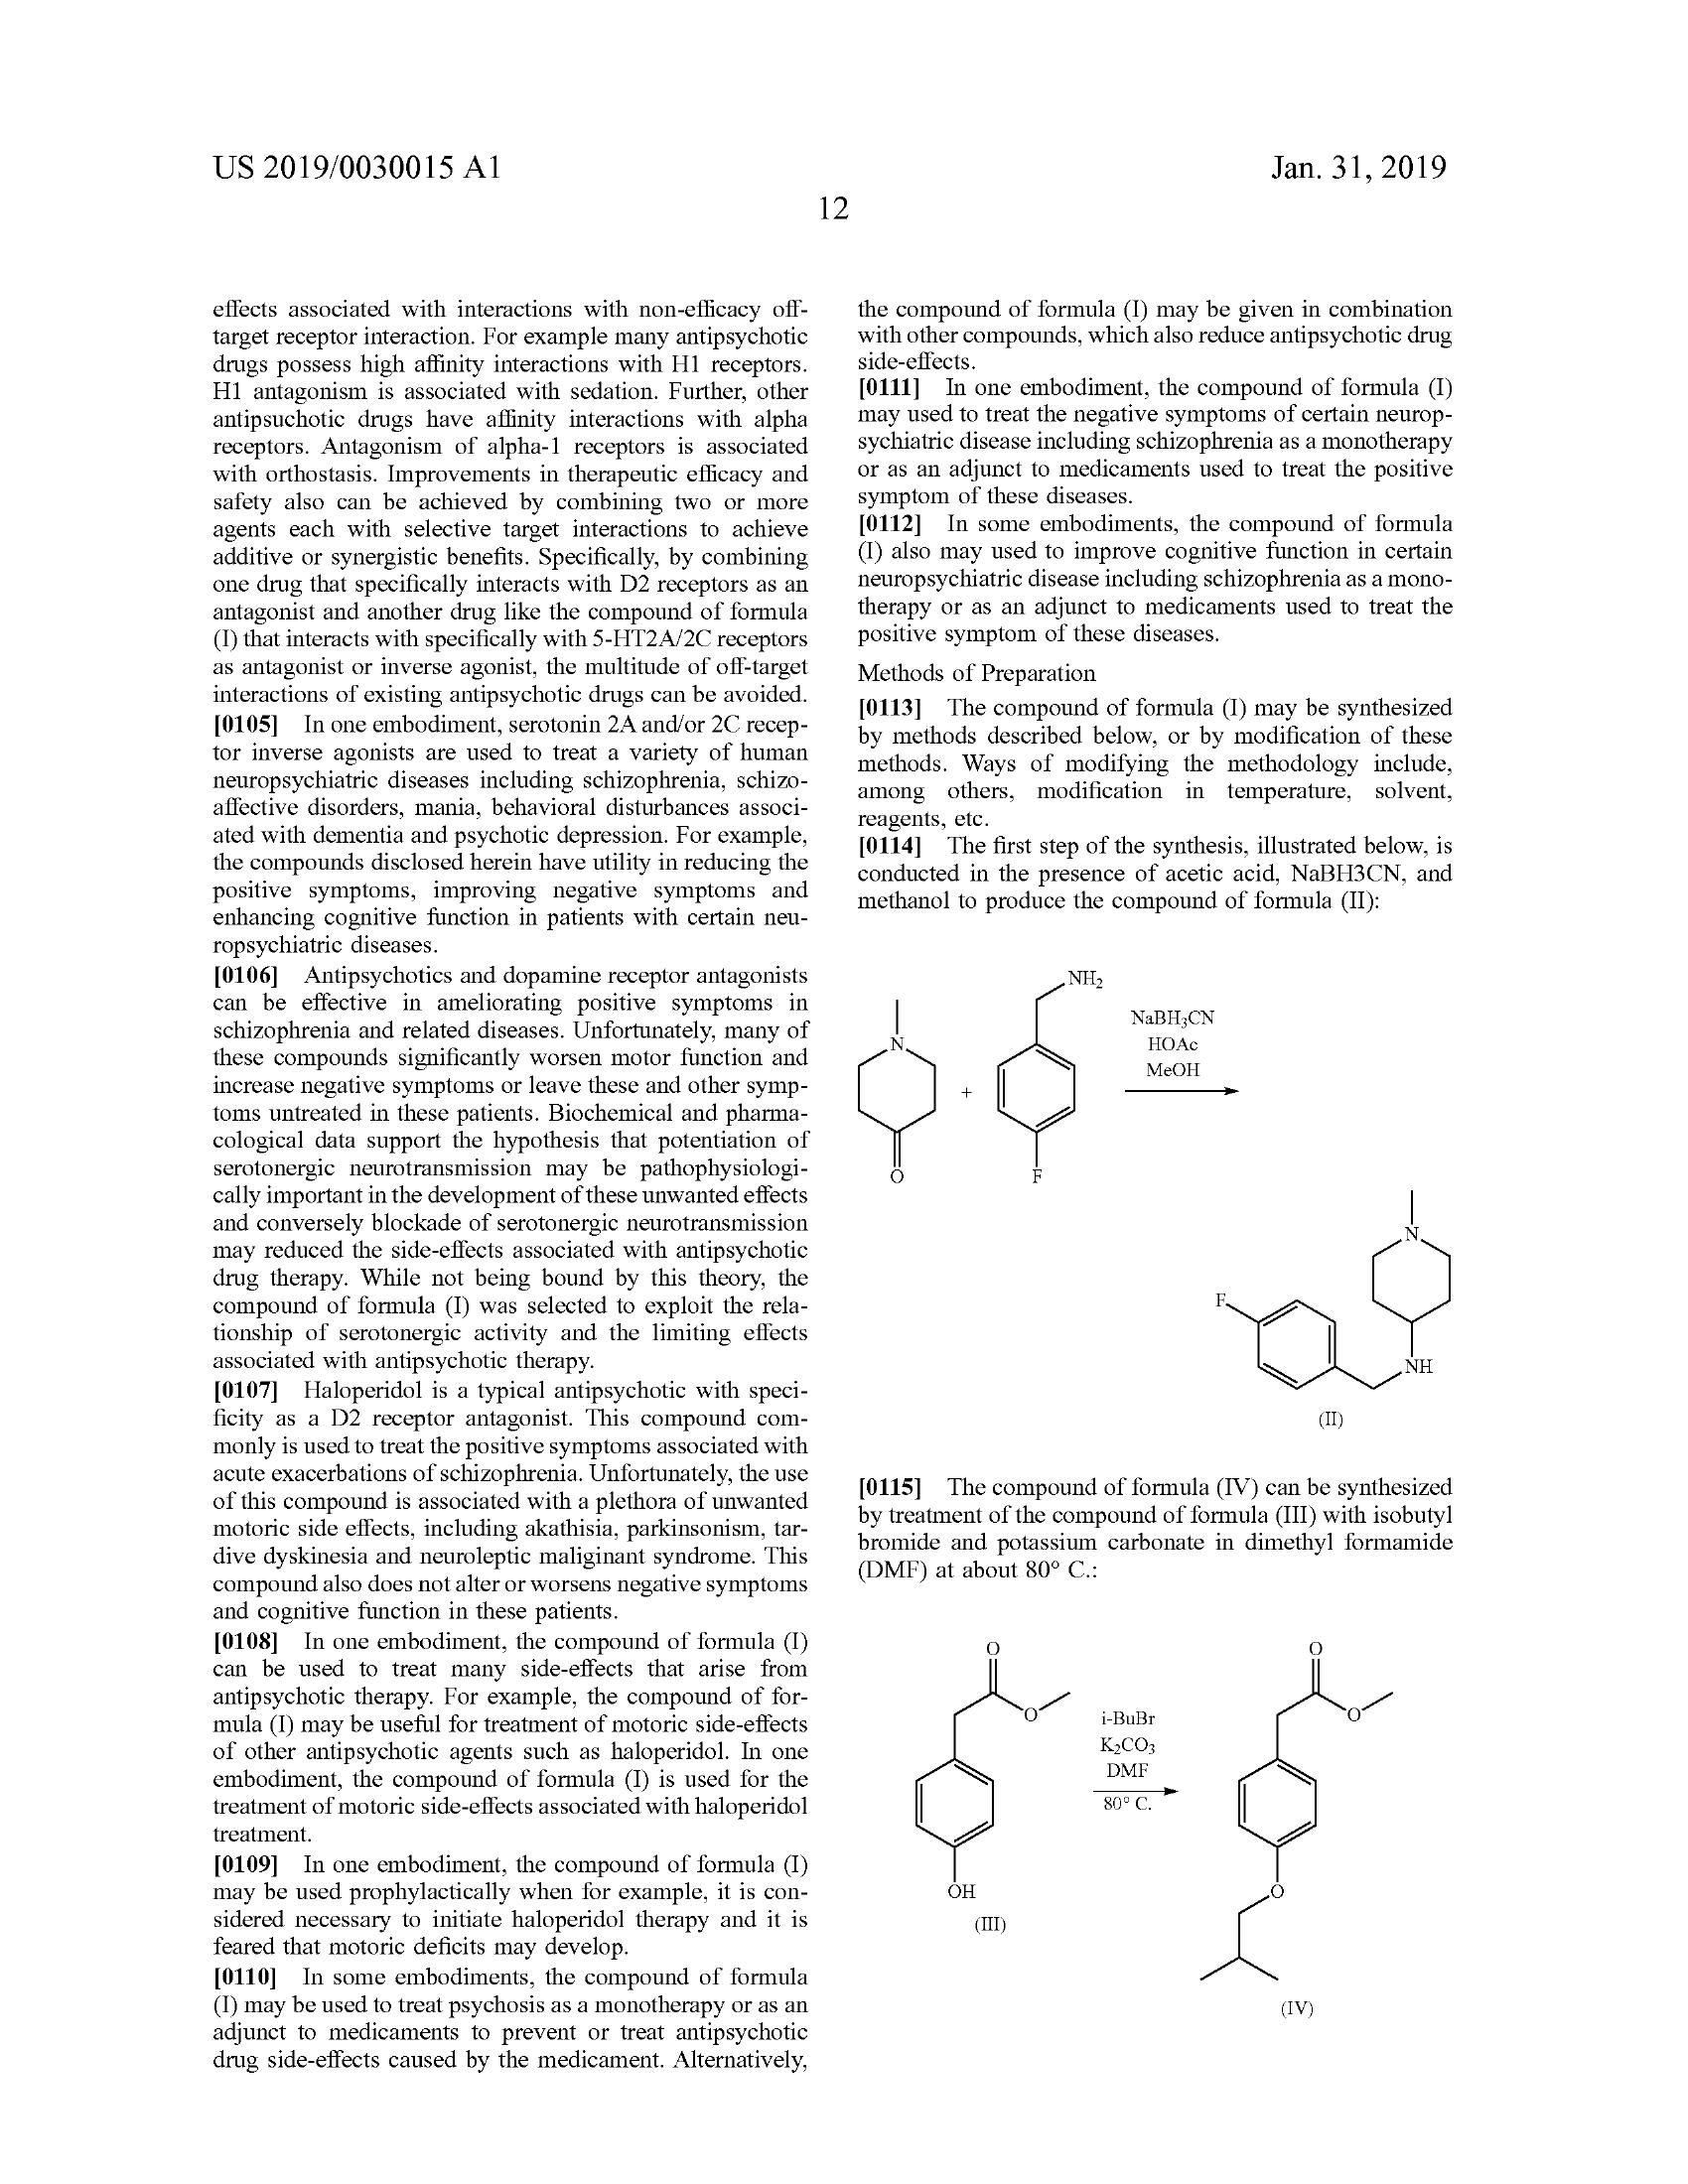 US 2019/0030015 A1
Jan. 31, 2019
12
effects associated with interactions with non-efficacy off-
target receptor interaction. For example many antipsychotic
drugs possess high affinity interactions with H1 receptors.
H1 antagonism is associated with sedation. Further, other
antipsuchotic drugs have affinity interactions with alpha
receptors. Antagonism of alpha-1 receptors is associated
with orthostasis. Improvements in therapeutic efficacy and
safety also can be achieved by combining two or more
agents each with selective target interactions to achieve
additive or synergistic benefits. Specifically, by combining
one drug that specifically interacts with D2 receptors as an
antagonist and another drug like the compound of formula
(I) that interacts with specifically with 5-HT2A/2C receptors
as antagonist or inverse agonist, the multitude of off-target
interactions of existing antipsychotic drugs can be avoided.
[0105] In one embodiment, serotonin 2A and/or 2C recep-
tor inverse agonists are used to treat a variety of human
neuropsychiatric diseases including schizophrenia, schizo-
affective disorders, mania, behavioral disturbances associ-
ated with dementia and psychotic depression. For example,
the compounds disclosed herein have utility in reducing the
positive symptoms, improving negative symptoms and
enhancing cognitive function in patients with certain neu-
ropsychiatric diseases.
[0106] Antipsychotics and dopamine receptor antagonists
can be effective in ameliorating positive symptoms in
schizophrenia and related diseases. Unfortunately, many of
these compounds significantly worsen motor function and
increase negative symptoms or leave these and other symp-
toms untreated in these patients. Biochemical and pharma-
cological data support the hypothesis that potentiation of
serotonergic neurotransmission may be pathophysiologi-
cally important in the development of these unwanted effects
and conversely blockade of serotonergic neurotransmission
may reduced the side-effects associated with antipsychotic
drug therapy. While not being bound by this theory, the
compound of formula (I) was selected to exploit the rela-
tionship of serotonergic activity and the limiting effects
associated with antipsychotic therapy.
[0107] Haloperidol is a typical antipsychotic with speci-
ficity as a D2 receptor antagonist. This compound com-
monly is used to treat the positive symptoms associated with
acute exacerbations of schizophrenia. Unfortunately, the use
of this compound is associated with a plethora of unwanted
motoric side effects, including akathisia, parkinsonism, tar-
dive dyskinesia and neuroleptic maliginant syndrome. This
compound also does not alter or worsens negative symptoms
and cognitive function in these patients.
[0108] In one embodiment, the compound of formula (I)
can be used to treat many side-effects that arise from
antipsychotic therapy. For example, the compound of for-
mula (I) may be useful for treatment of motoric side-effects
of other antipsychotic agents such as haloperidol. In one
embodiment, the compound of formula (I) is used for the
treatment of motoric side-effects associated with haloperidol
treatment.
[0109] In one embodiment, the compound of formula (I)
may be used prophylactically when for example, it is con-
sidered necessary to initiate haloperidol therapy and it is
feared that motoric deficits may develop.
[0110] In some embodiments, the compound of formula
(I) may be used to treat psychosis as a monotherapy or as an
adjunct to medicaments to prevent or treat antipsychotic
drug side-effects caused by the medicament. Alternatively,
the compound of formula (I) may be given in combination
with other compounds, which also reduce antipsychotic drug
side-effects.
[0111] In one embodiment, the compound of formula (I)
may used to treat the negative symptoms of certain neurop-
sychiatric disease including schizophrenia as a monotherapy
or as an adjunct to medicaments used to treat the positive
symptom of these diseases.
[0112] In some embodiments, the compound of formula
(I) also may used to improve cognitive function in certain
neuropsychiatric disease including schizophrenia as a mono-
therapy or as an adjunct to medicaments used to treat the
positive symptom of these diseases.
Methods of Preparation
[0113] The compound of formula (I) may be synthesized
by methods described below, or by modification of these
methods. Ways of modifying the methodology include,
among others, modification in temperature, solvent,
reagents, etc.
[0114] The first step of the synthesis, illustrated below, is
conducted in the presence of acetic acid, NaBH3CN, and
methanol to produce the compound of formula (II):
NH₂
N
NaBH₃CN
HOAc
MeOH
+
O
F
N
F
NH
(II)
[0115] The compound of formula (IV) can be synthesized
by treatment of the compound of formula (III) with isobutyl
bromide and potassium carbonate in dimethyl formamide
(DMF) at about 80° C.:
O
O
O
O
i-BuBr
K₂CO₃
DMF
80° C.
OH
O
(III)
(IV)